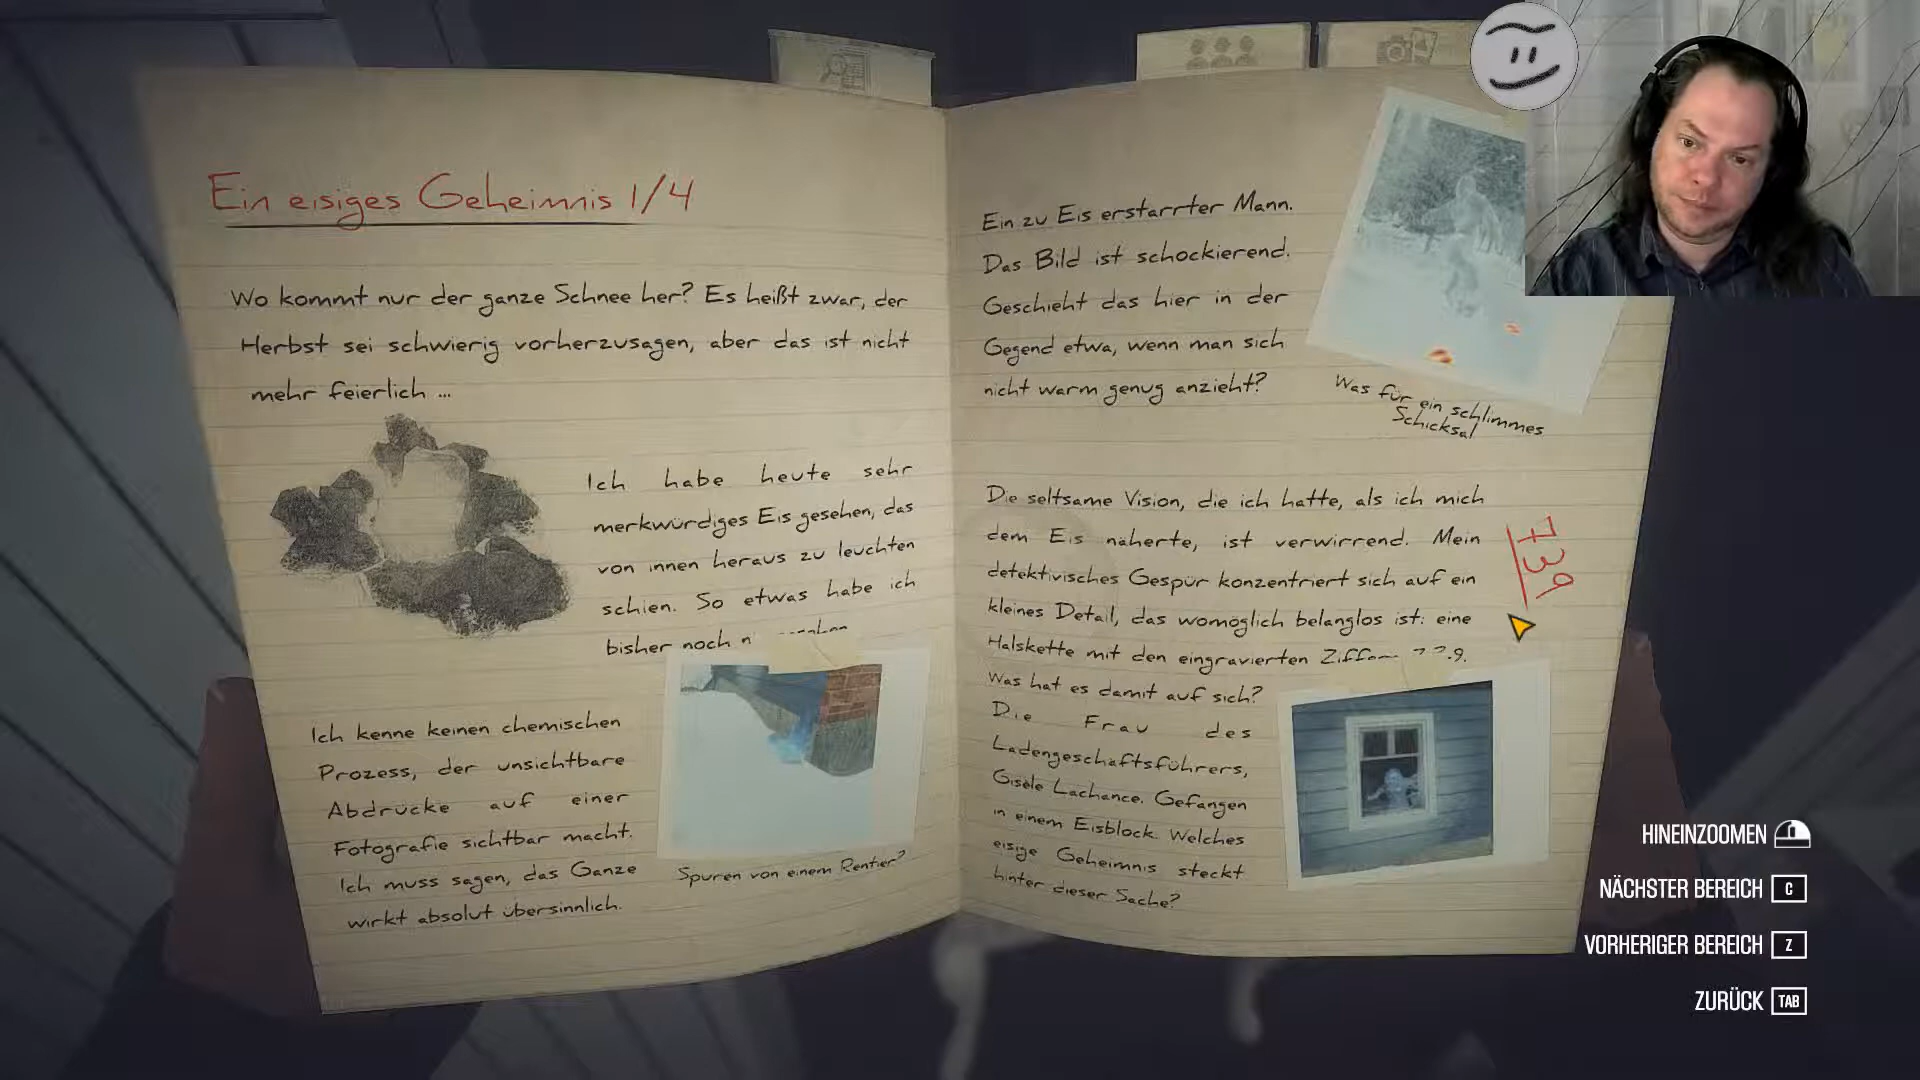 Ein eisiges Geheimnis 1/4
Wo kommt nur der ganze Schnee her? Es heißt zwar, der
Herbst sei schwierig vorherzusagen, aber das ist nicht
mehr feierlich ...
Ich habe heute sehr
merkwürdiges Eis gesehen, das
von innen heraus zu leuchten
schien. So etwas habe ich
bisher noch
Ich kenne keinen chemischen
Prozess, der unsichtbare
Abdrücke auf einer
Fotografie sichtbar macht.
Ich muss sagen, das Ganze
wirkt absolut übersinnlich.
Spuren von einem Rentier?
Ein zu Eis erstarrter Mann.
Das Bild ist schockierend.
Geschieht das hier in der
Gegend etwa, wenn man sich
nicht warm genug anzieht?
Was für ein schlimmes
Schicksal
Die seltsame Vision, die ich hatte, als ich mich
dem Eis näherte, ist verwirrend. Mein
detektivisches Gespür konzentriert sich auf ein
kleines Detail, das womöglich belanglos ist: eine
Halskette mit den eingravierten
Was hat es damit auf sich?
Die Frau des
Ladengeschäftsführers,
Gisèle Lachance. Gefangen
in einem Eisblock. Welches
eisige Geheimnis steckt
hinter dieser Sache?
739
HINEINZOOMEN
NÄCHSTER BEREICH C
VORHERIGER BEREICH Z
ZURÜCK TAB